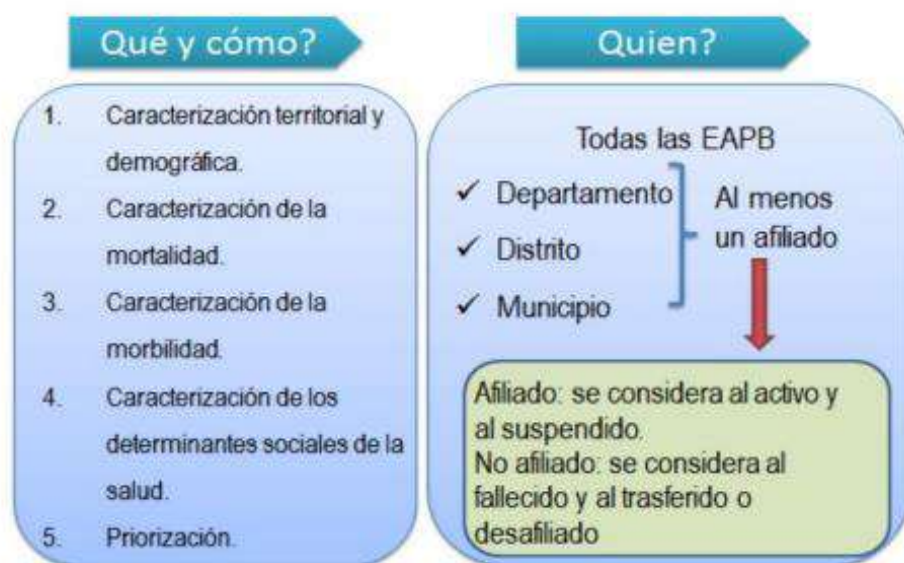 Qué y cómo?
1. Caracterización territorial y
demográfica.
2. Caracterización de la
mortalidad.
3. Caracterización de la
morbilidad.
4. Caracterización de los
determinantes sociales de la
salud.
5. Priorización.
Quien?
Todas las EAPB
✓ Departamento
✓ Distrito
✓ Municipio
Al menos
un afiliado
Afiliado: se considera al activo y
al suspendido.
No afiliado: se considera al
fallecido y al trasferido o
desafiliado